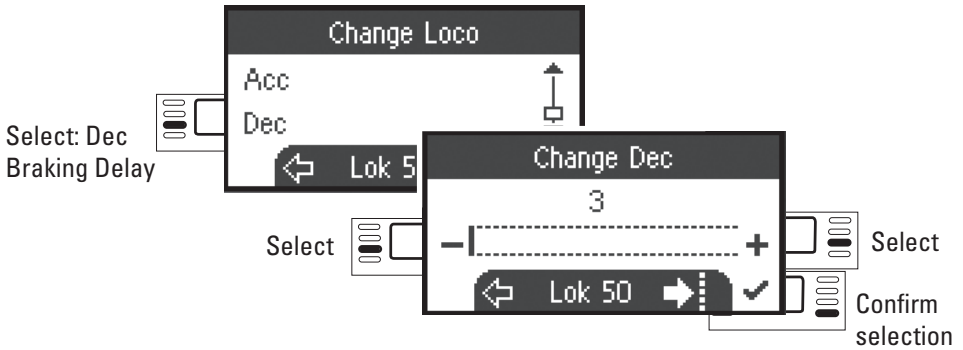 Change Loco
Acc
Dec
Lok 5
Select: Dec
Braking Delay
Change Dec
3
− +
Lok 50
Select
Select
Confirm
selection